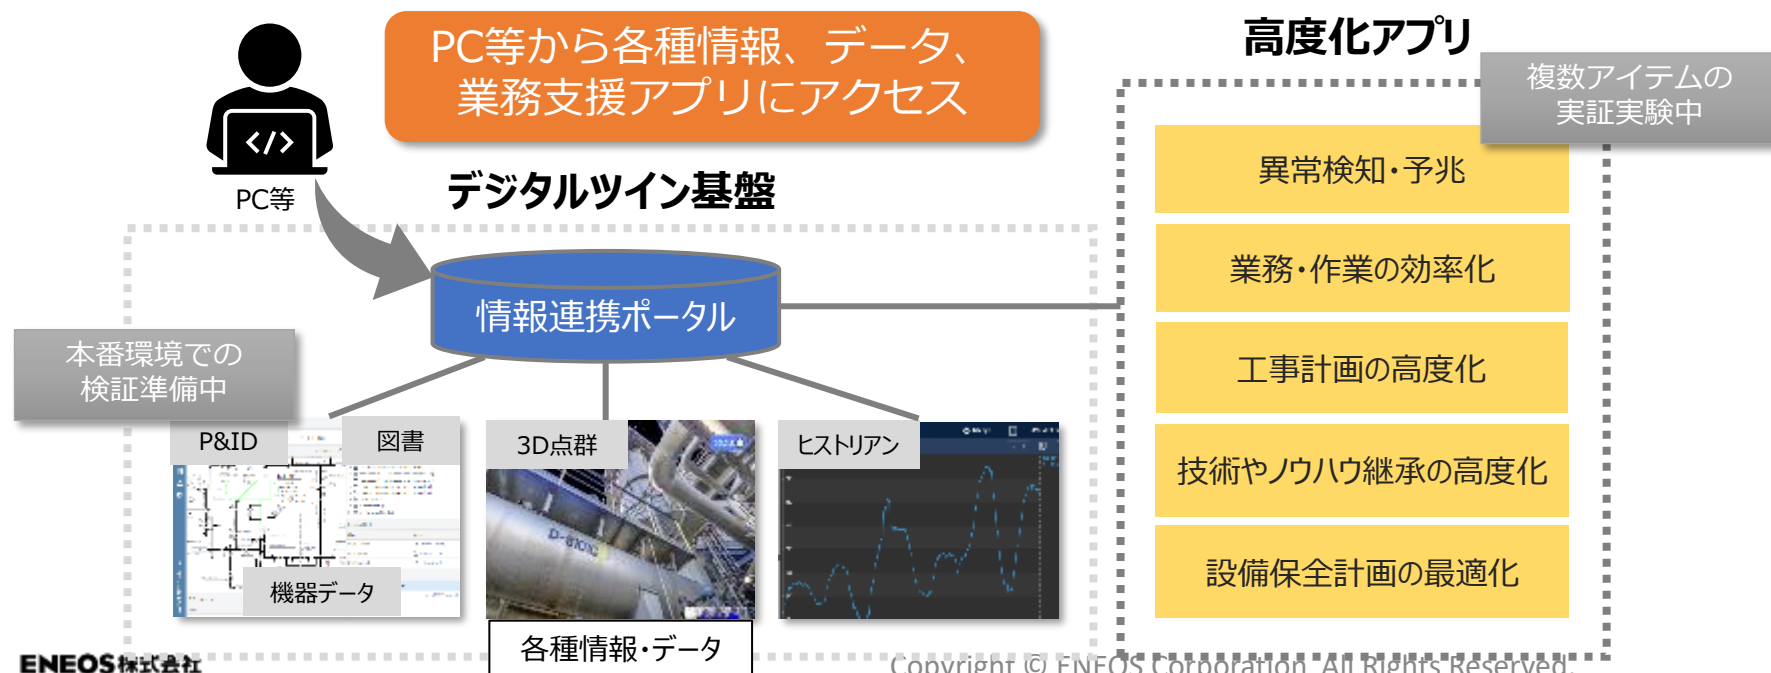 PC等から各種情報、データ、
業務支援アプリにアクセス
高度化アプリ
複数アイテムの
実証実験中
</>
PC等
デジタルツイン基盤
異常検知・予兆
業務・作業の効率化
情報連携ポータル
本番環境での
検証準備中
工事計画の高度化
P&ID
図書
3D点群
ヒストリアン
技術やノウハウ継承の高度化
機器データ
設備保全計画の最適化
各種情報・データ
ENEOS株式会社
Copyright © ENEOS Corporation. All Rights Reserved.